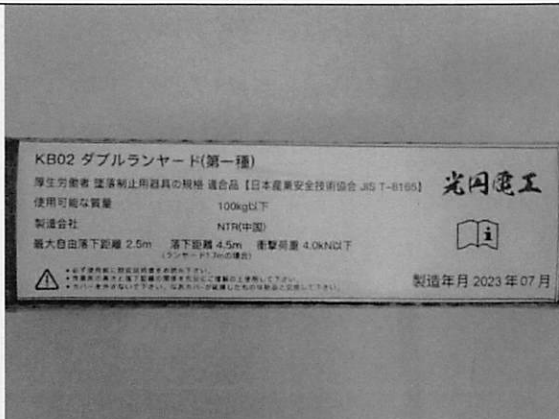 KB02 ダブルランヤード(第一種)
厚生労働者 墜落制止用器具の規格 適合品【日本産業安全技術協会 JIS T-8165】
使用可能な質量 100kg以下
製造会社 NTR(中国)
最大自由落下距離 2.5m 落下距離 4.5m 衝撃荷重 4.0kN以下
(ランヤード1.7mの場合)
光円電工
製造年月 2023年07月